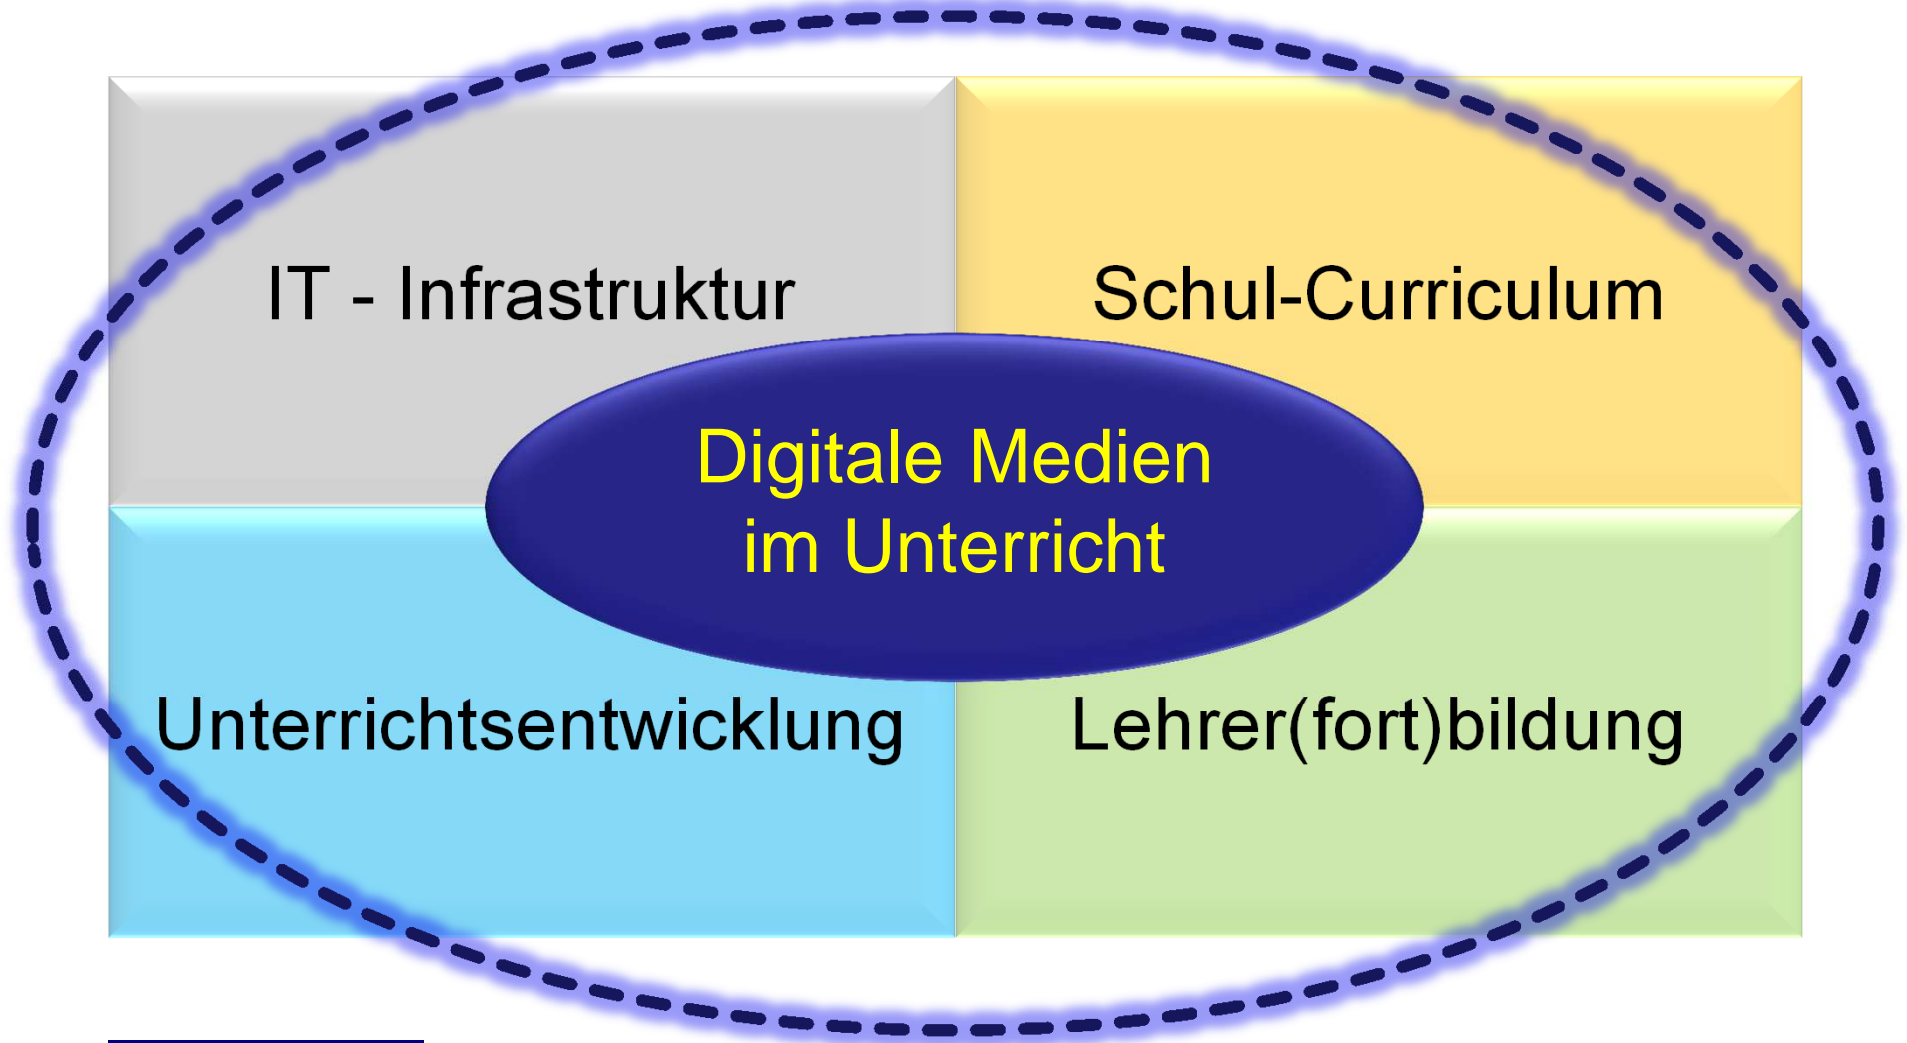 IT - Infrastruktur
Schul-Curriculum
Digitale Medien
im Unterricht
Unterrichtsentwicklung
Lehrer(fort)bildung